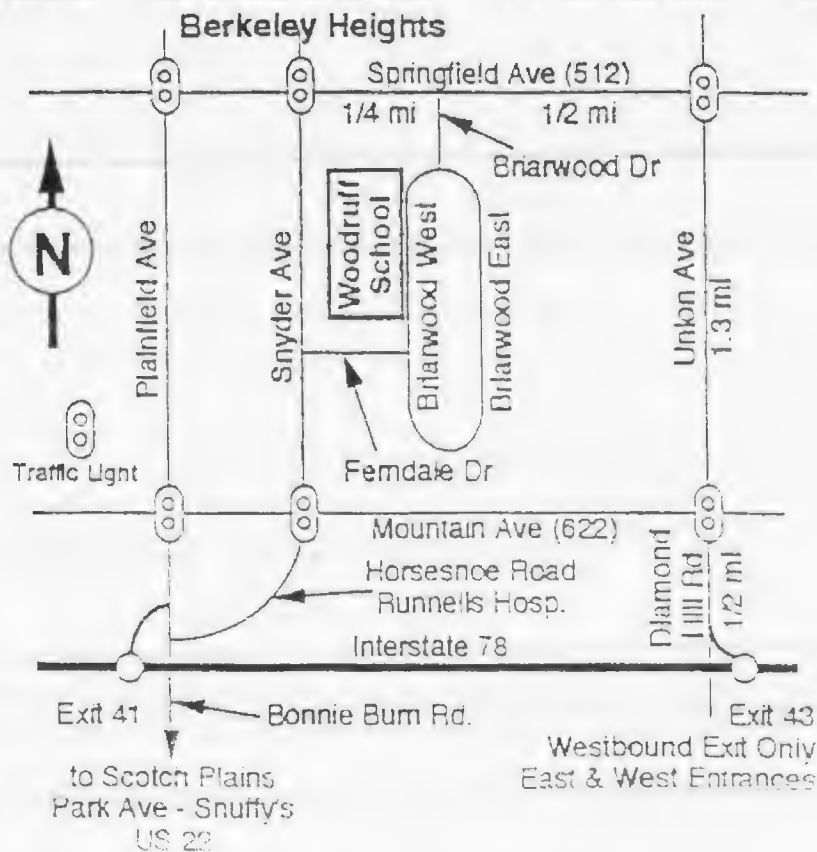 Berkeley Heights
Springfield Ave (512)
1/4 mi
1/2 mi
Briarwood Dr
N
Plainfield Ave
Snyder Ave
Woodruff
School
Briarwood West
Briarwood East
Union Ave
1.3 mi
Traffic Light
Ferndale Dr
Mountain Ave (622)
Horsesnoe Road
Runnells Hosp.
Diamond
Hill Rd
1/2 mi
Interstate 78
Exit 41
Bonnie Burn Rd.
Exit 43
Westbound Exit Only
East & West Entrances
to Scotch Plains
Park Ave - Snuffy's
US 22